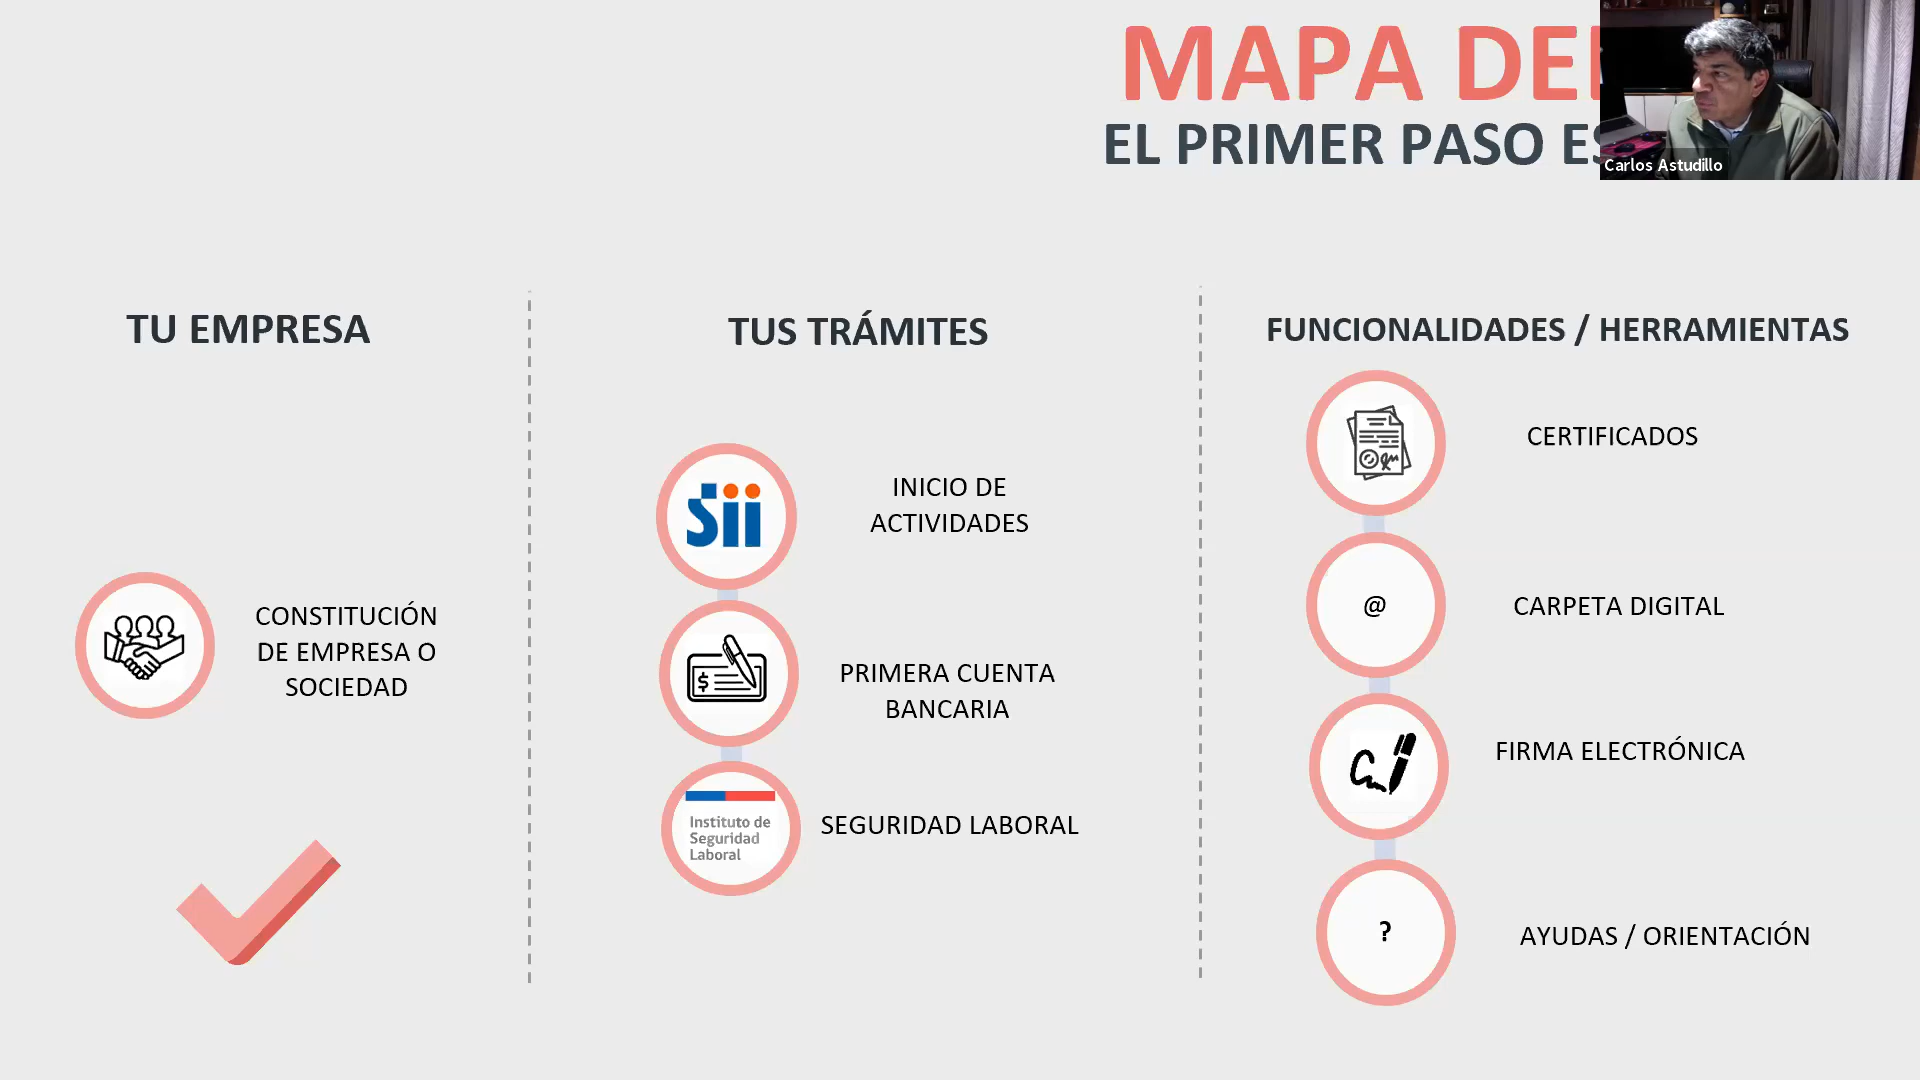 MAPA DE
EL PRIMER PASO ES
Carlos Astudillo
TU EMPRESA
CONSTITUCIÓN
DE EMPRESA O
SOCIEDAD
TUS TRÁMITES
Sii
INICIO DE
ACTIVIDADES
$
PRIMERA CUENTA
BANCARIA
Instituto de
Seguridad
Laboral
SEGURIDAD LABORAL
FUNCIONALIDADES / HERRAMIENTAS
CERTIFICADOS
@
CARPETA DIGITAL
FIRMA ELECTRÓNICA
?
AYUDAS / ORIENTACIÓN